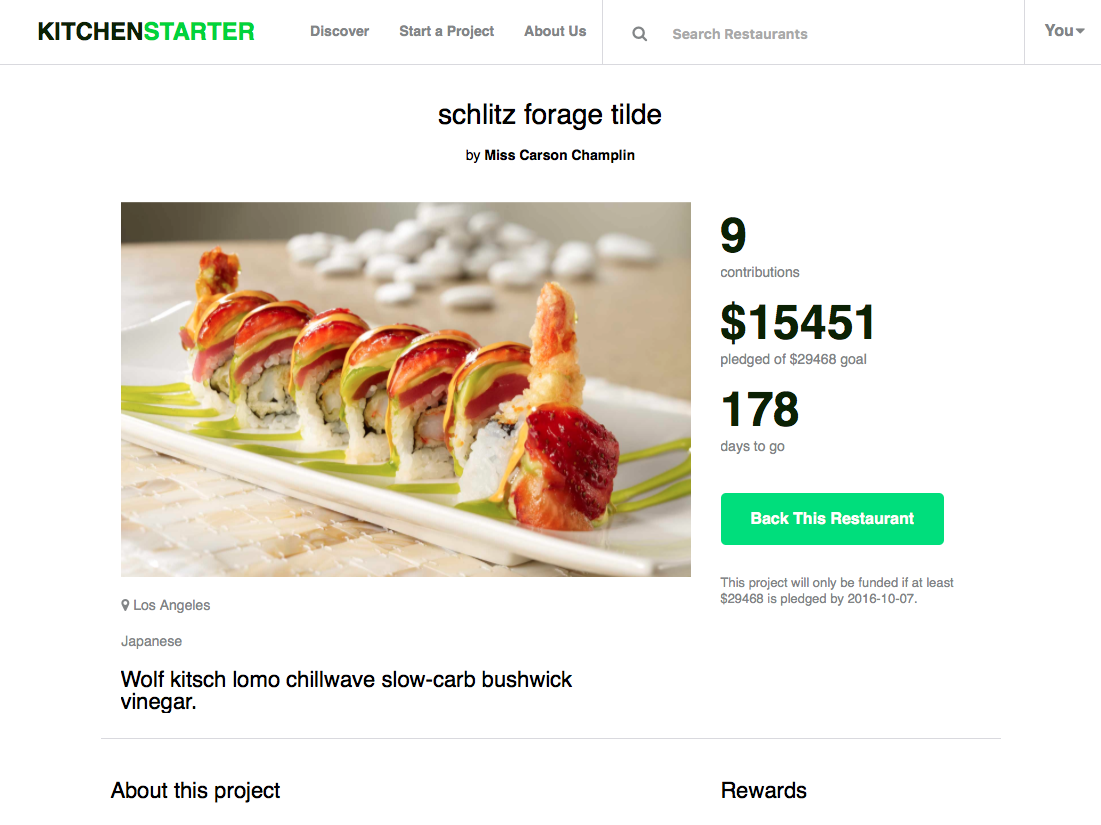 KITCHENSTARTER
Discover
Start a Project
About Us
Search Restaurants
You
schlitz forage tilde
by Miss Carson Champlin
9
contributions
$15451
pledged of $29468 goal
178
days to go
Back This Restaurant
This project will only be funded if at least
$29468 is pledged by 2016-10-07.
Los Angeles
Japanese
Wolf kitsch lomo chillwave slow-carb bushwick
vinegar.
About this project
Rewards